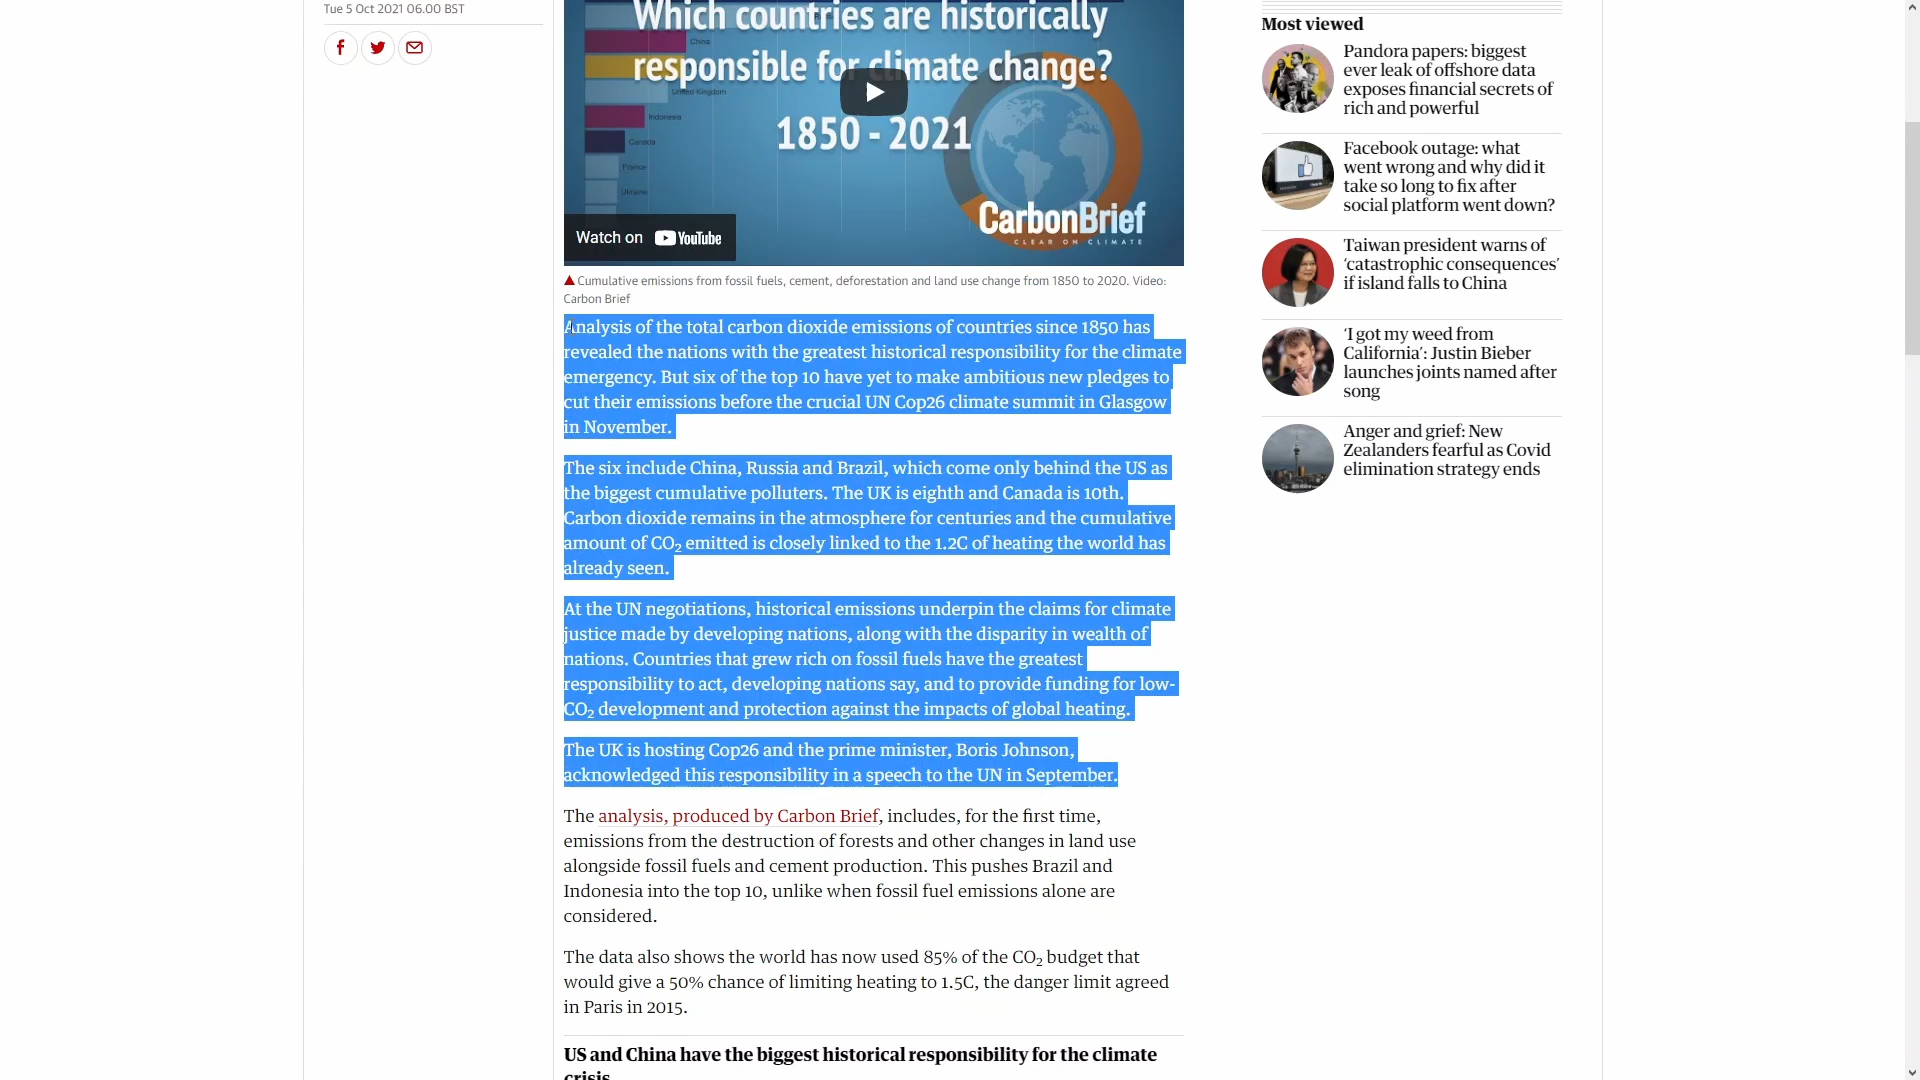 Tue 5 Oct 2021 06.00 BST
Which countries are historically
responsible for climate change?
1850 - 2021
China
United Kingdom
Indonesia
Canada
France
Ukraine
CarbonBrief
CLEAR ON CLIMATE
Watch on YouTube
Cumulative emissions from fossil fuels, cement, deforestation and land use change from 1850 to 2020. Video:
Carbon Brief
Analysis of the total carbon dioxide emissions of countries since 1850 has
revealed the nations with the greatest historical responsibility for the climate
emergency. But six of the top 10 have yet to make ambitious new pledges to
cut their emissions before the crucial UN Cop26 climate summit in Glasgow
in November.
The six include China, Russia and Brazil, which come only behind the US as
the biggest cumulative polluters. The UK is eighth and Canada is 10th.
Carbon dioxide remains in the atmosphere for centuries and the cumulative
amount of CO₂ emitted is closely linked to the 1.2C of heating the world has
already seen.
At the UN negotiations, historical emissions underpin the claims for climate
justice made by developing nations, along with the disparity in wealth of
nations. Countries that grew rich on fossil fuels have the greatest
responsibility to act, developing nations say, and to provide funding for low-
CO₂ development and protection against the impacts of global heating.
The UK is hosting Cop26 and the prime minister, Boris Johnson,
acknowledged this responsibility in a speech to the UN in September.
The analysis, produced by Carbon Brief, includes, for the first time,
emissions from the destruction of forests and other changes in land use
alongside fossil fuels and cement production. This pushes Brazil and
Indonesia into the top 10, unlike when fossil fuel emissions alone are
considered.
The data also shows the world has now used 85% of the CO₂ budget that
would give a 50% chance of limiting heating to 1.5C, the danger limit agreed
in Paris in 2015.
US and China have the biggest historical responsibility for the climate
crisis
Most viewed
Pandora papers: biggest
ever leak of offshore data
exposes financial secrets of
rich and powerful
Facebook outage: what
went wrong and why did it
take so long to fix after
social platform went down?
Taiwan president warns of
‘catastrophic consequences’
if island falls to China
‘I got my weed from
California’: Justin Bieber
launches joints named after
song
Anger and grief: New
Zealanders fearful as Covid
elimination strategy ends